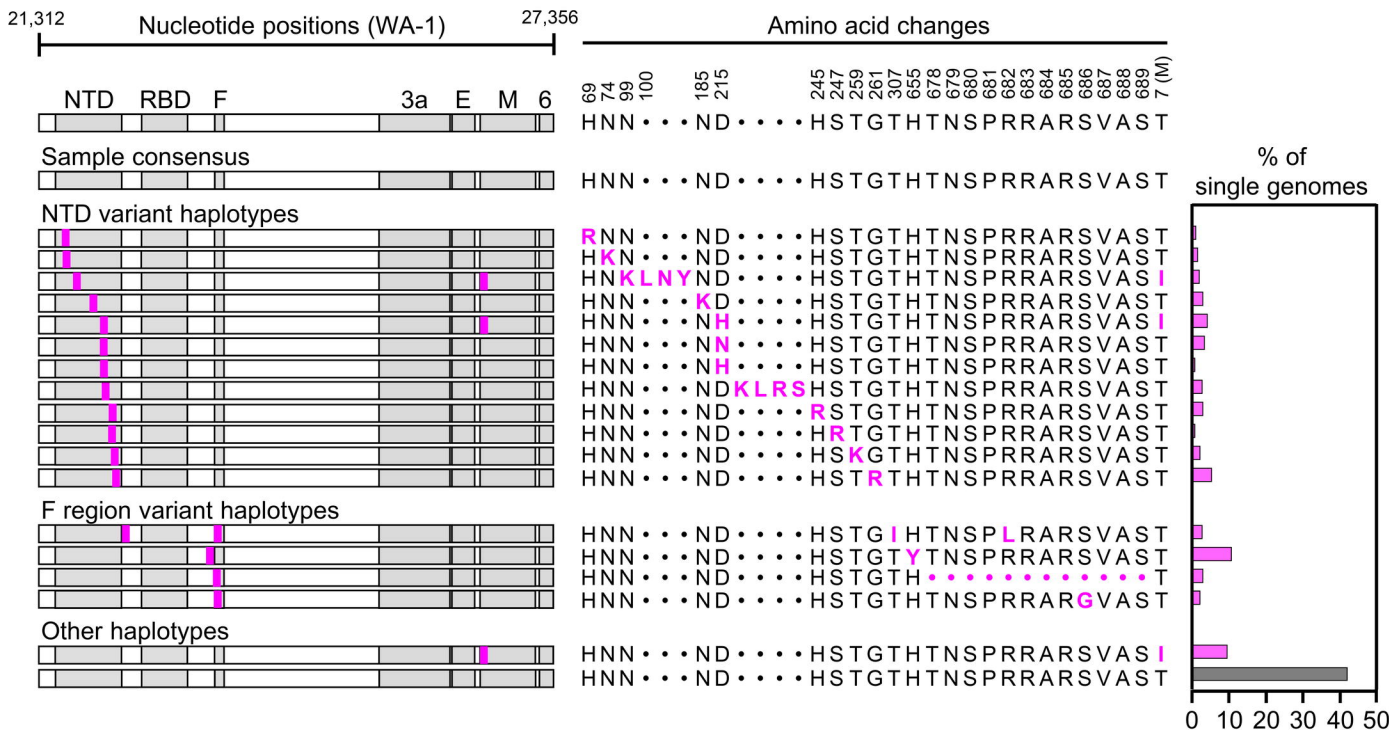 21,312 Nucleotide positions (WA-1) 27,356
Amino acid changes
NTD RBD F 3a E M 6
69 74 99 100 185 215 245 247 259 261 307 655 678 679 680 681 682 683 684 685 686 687 688 689 7 (M)
HNN•••ND••••HSTGTHTNSPRRARSVAST
Sample consensus
HNN•••ND••••HSTGTHTNSPRRARSVAST
% of
single genomes
NTD variant haplotypes
RNN•••ND••••HSTGTHTNSPRRARSVAST
HKN•••ND••••HSTGTHTNSPRRARSVAST
HNKLNYND••••HSTGTHTNSPRRARSVASI
HNN•••KD••••HSTGTHTNSPRRARSVAST
HNN•••NH••••HSTGTHTNSPRRARSVASI
HNN•••NN••••HSTGTHTNSPRRARSVAST
HNN•••NH••••HSTGTHTNSPRRARSVAST
HNN•••NDKLRSHSTGTHTNSPRRARSVAST
HNN•••ND••••RSTGTHTNSPRRARSVAST
HNN•••ND••••HRTGTHTNSPRRARSVAST
HNN•••ND••••HSKGTHTNSPRRARSVAST
HNN•••ND••••HSTRTHTNSPRRARSVAST
F region variant haplotypes
HNN•••ND••••HSTGIHTNSPLRARSVAST
HNN•••ND••••HSTGTYTNSPRRARSVAST
HNN•••ND••••HSTGTH••••••••••••T
HNN•••ND••••HSTGTHTNSPRRARGVAST
Other haplotypes
HNN•••ND••••HSTGTHTNSPRRARSVASI
HNN•••ND••••HSTGTHTNSPRRARSVAST
0 10 20 30 40 50